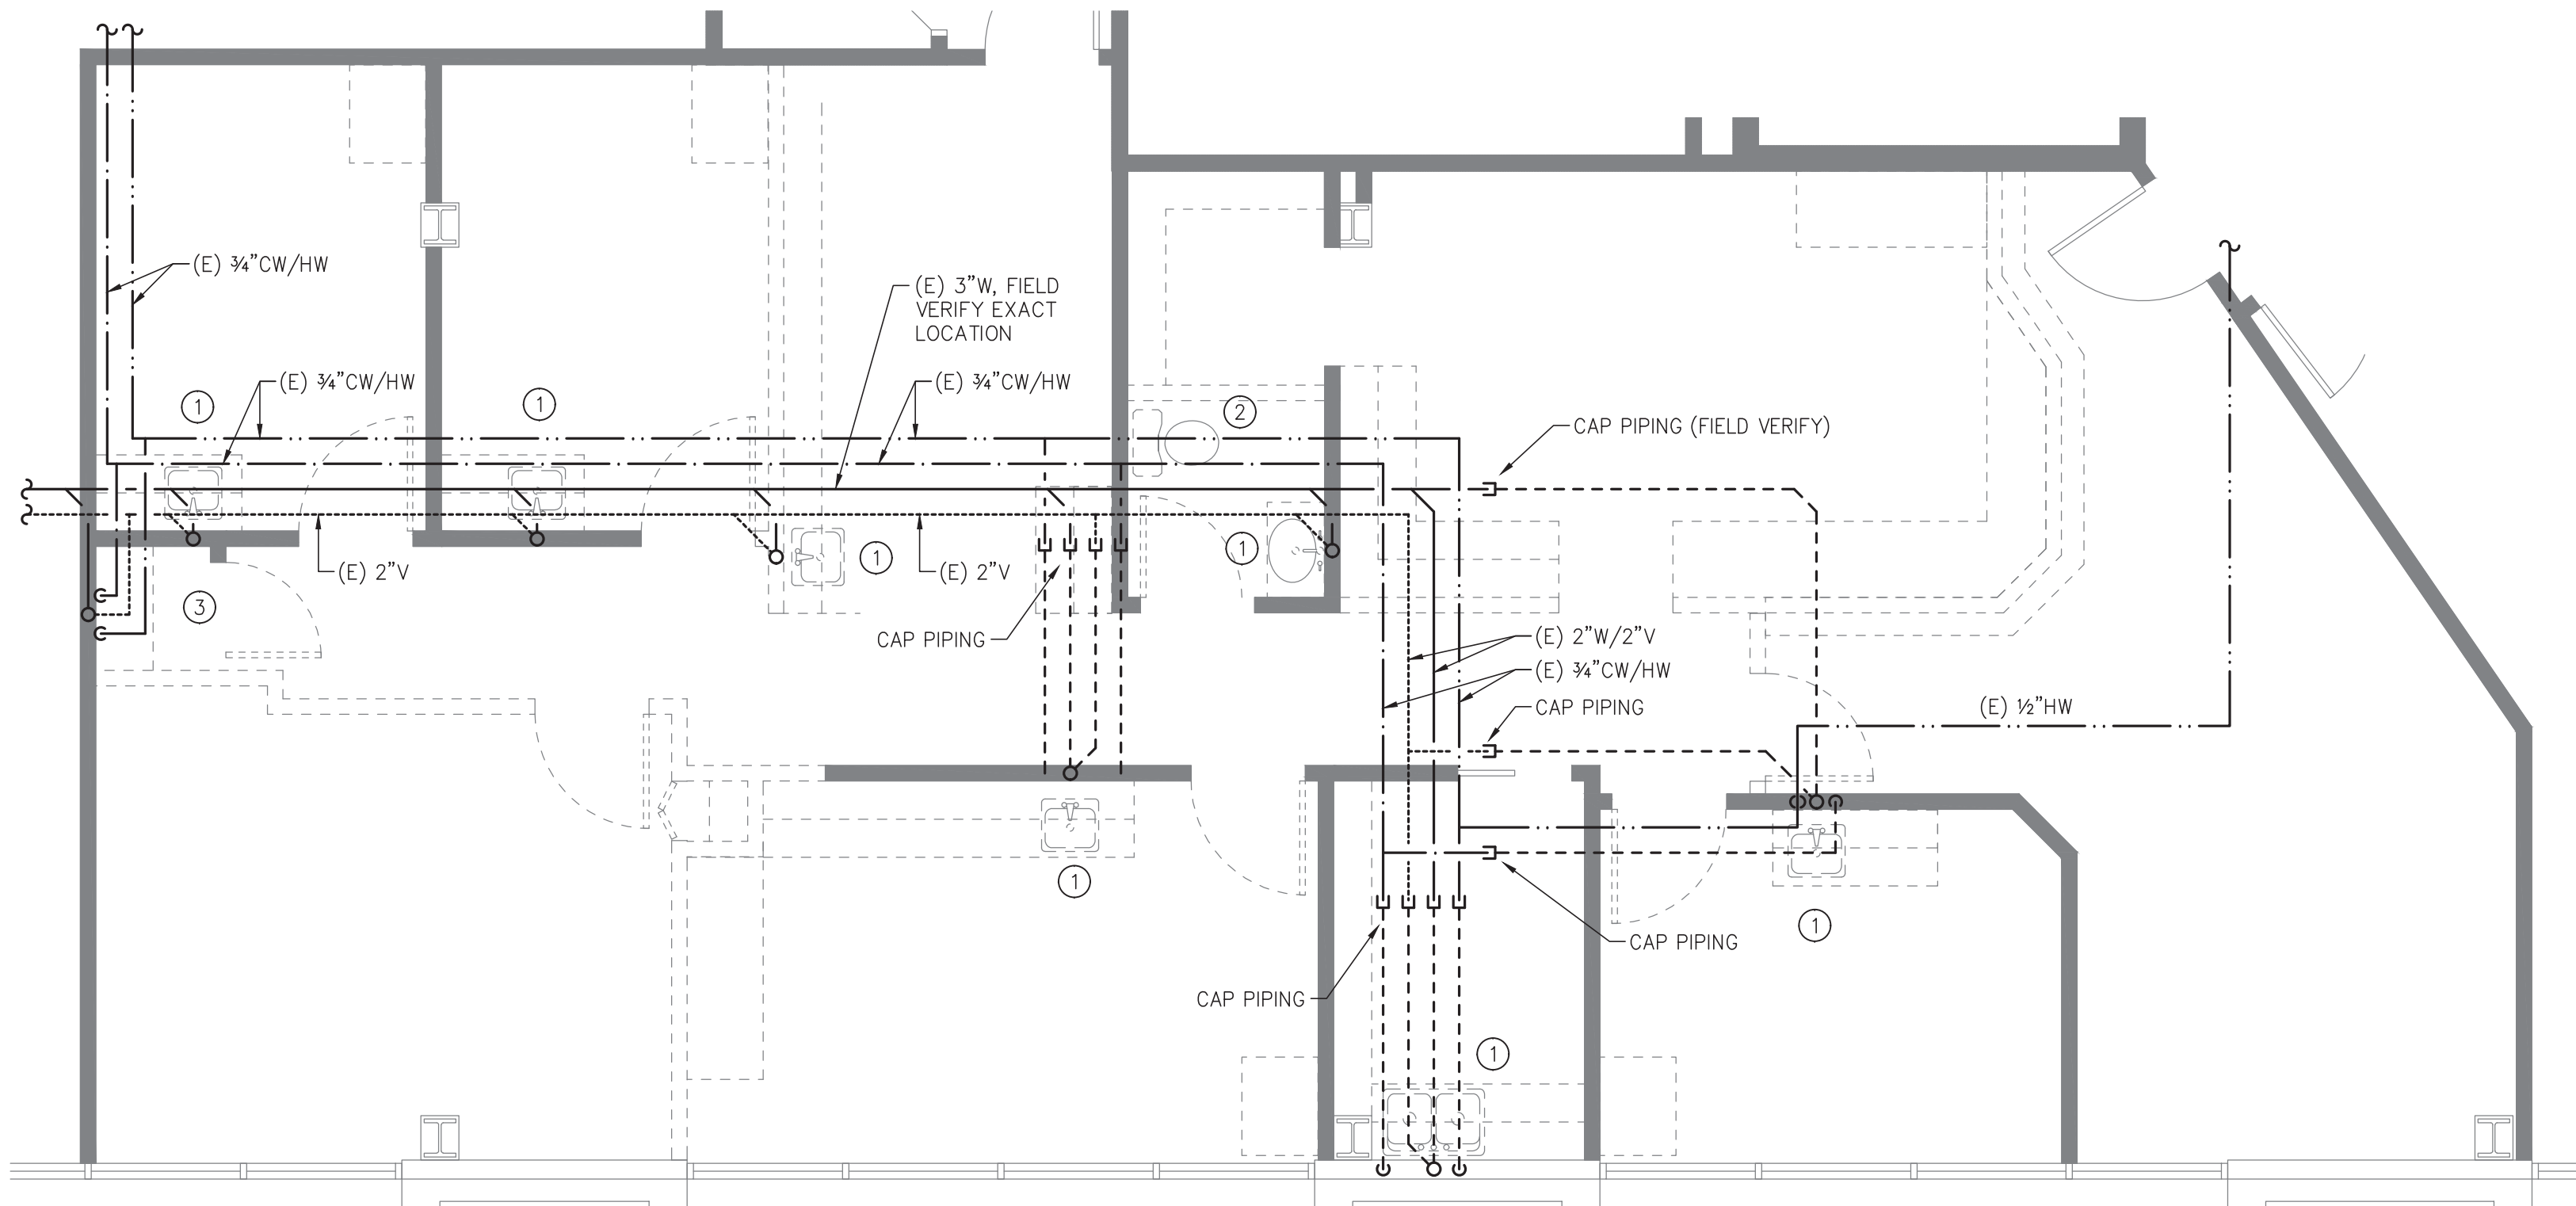 (E) ¾"CW/HW
(E) 3"W, FIELD
VERIFY EXACT
LOCATION
(E) ¾"CW/HW
(E) ¾"CW/HW
1
1
2
CAP PIPING (FIELD VERIFY)
1
1
(E) 2"V
(E) 2"V
3
CAP PIPING
(E) 2"W/2"V
(E) ¾"CW/HW
CAP PIPING
(E) ½"HW
1
1
CAP PIPING
CAP PIPING
1